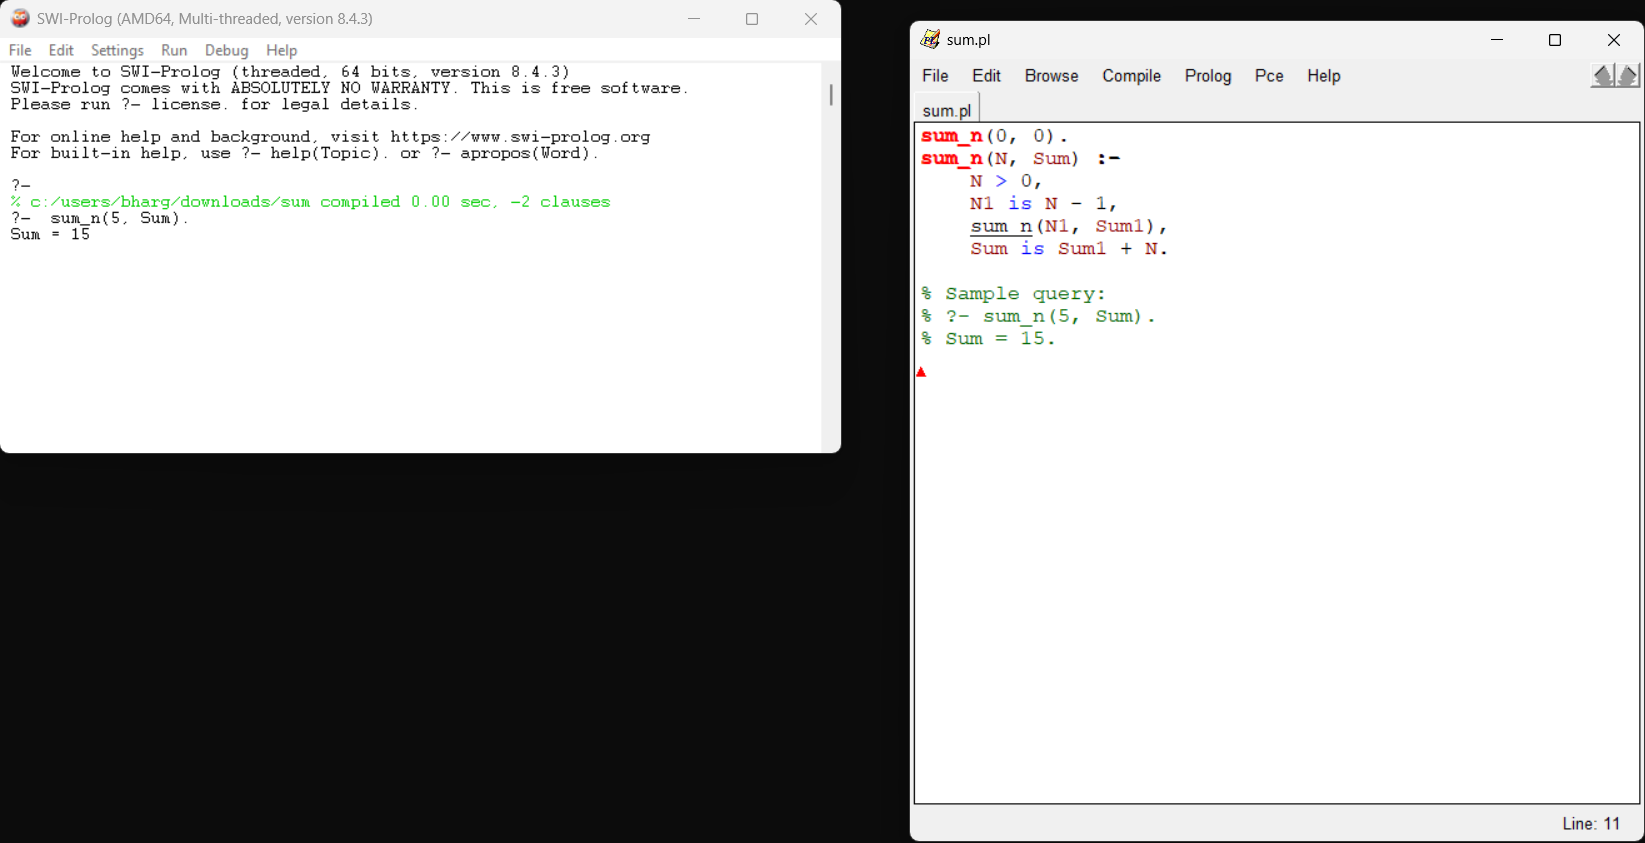 SWI-Prolog (AMD64, Multi-threaded, version 8.4.3)
File Edit Settings Run Debug Help
Welcome to SWI-Prolog (threaded, 64 bits, version 8.4.3)
SWI-Prolog comes with ABSOLUTELY NO WARRANTY. This is free software.
Please run ?- license. for legal details.
For online help and background, visit https://www.swi-prolog.org
For built-in help, use ?- help(Topic). or ?- apropos(Word).
?-
% c:/users/bharg/downloads/sum compiled 0.00 sec, -2 clauses
?-  sum_n(5, Sum).
Sum = 15
sum.pl
File Edit Browse Compile Prolog Pce Help
sum.pl
sum_n(0, 0).
sum_n(N, Sum) :-
    N > 0,
    N1 is N - 1,
    sum_n(N1, Sum1),
    Sum is Sum1 + N.
% Sample query:
% ?- sum_n(5, Sum).
% Sum = 15.
Line: 11